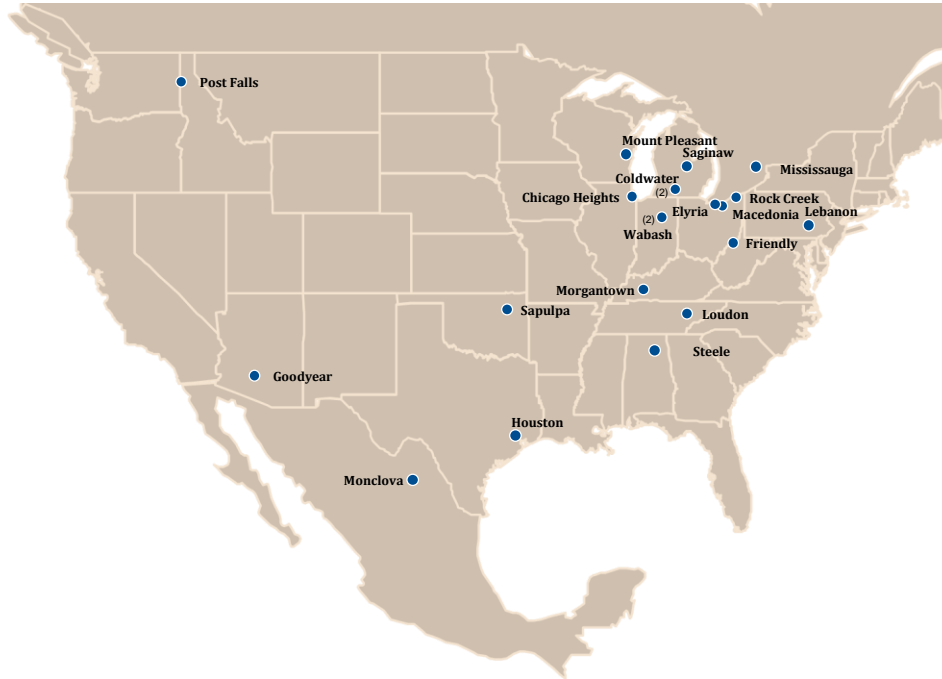 Post Falls
Mount Pleasant
Saginaw
Mississauga
Coldwater
(2)
Chicago Heights
Rock Creek
Elyria
Macedonia
Lebanon
(2)
Wabash
Friendly
Morgantown
Sapulpa
Loudon
Steele
Goodyear
Houston
Monclova